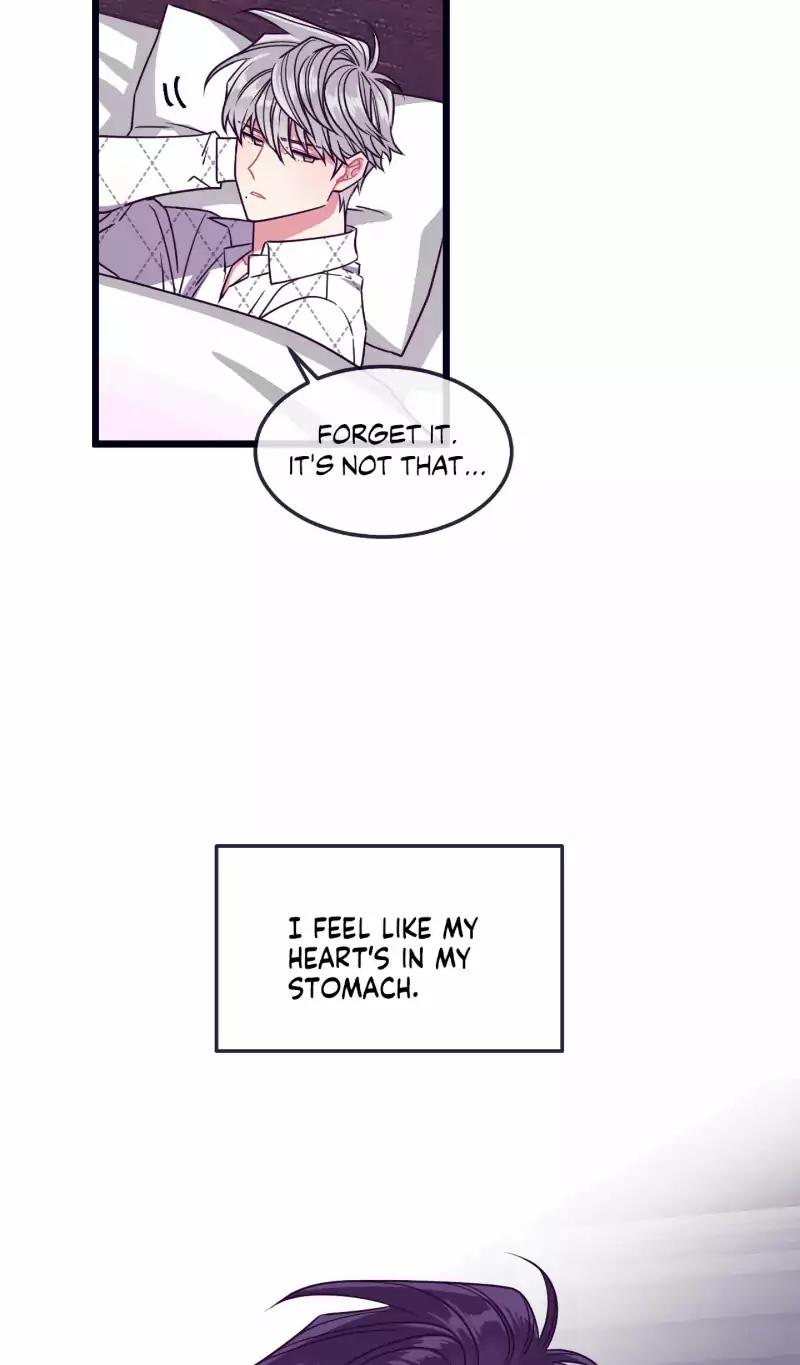 FORGET IT.
IT'S NOT THAT...
I FEEL LIKE MY
HEART'S IN MY
STOMACH.